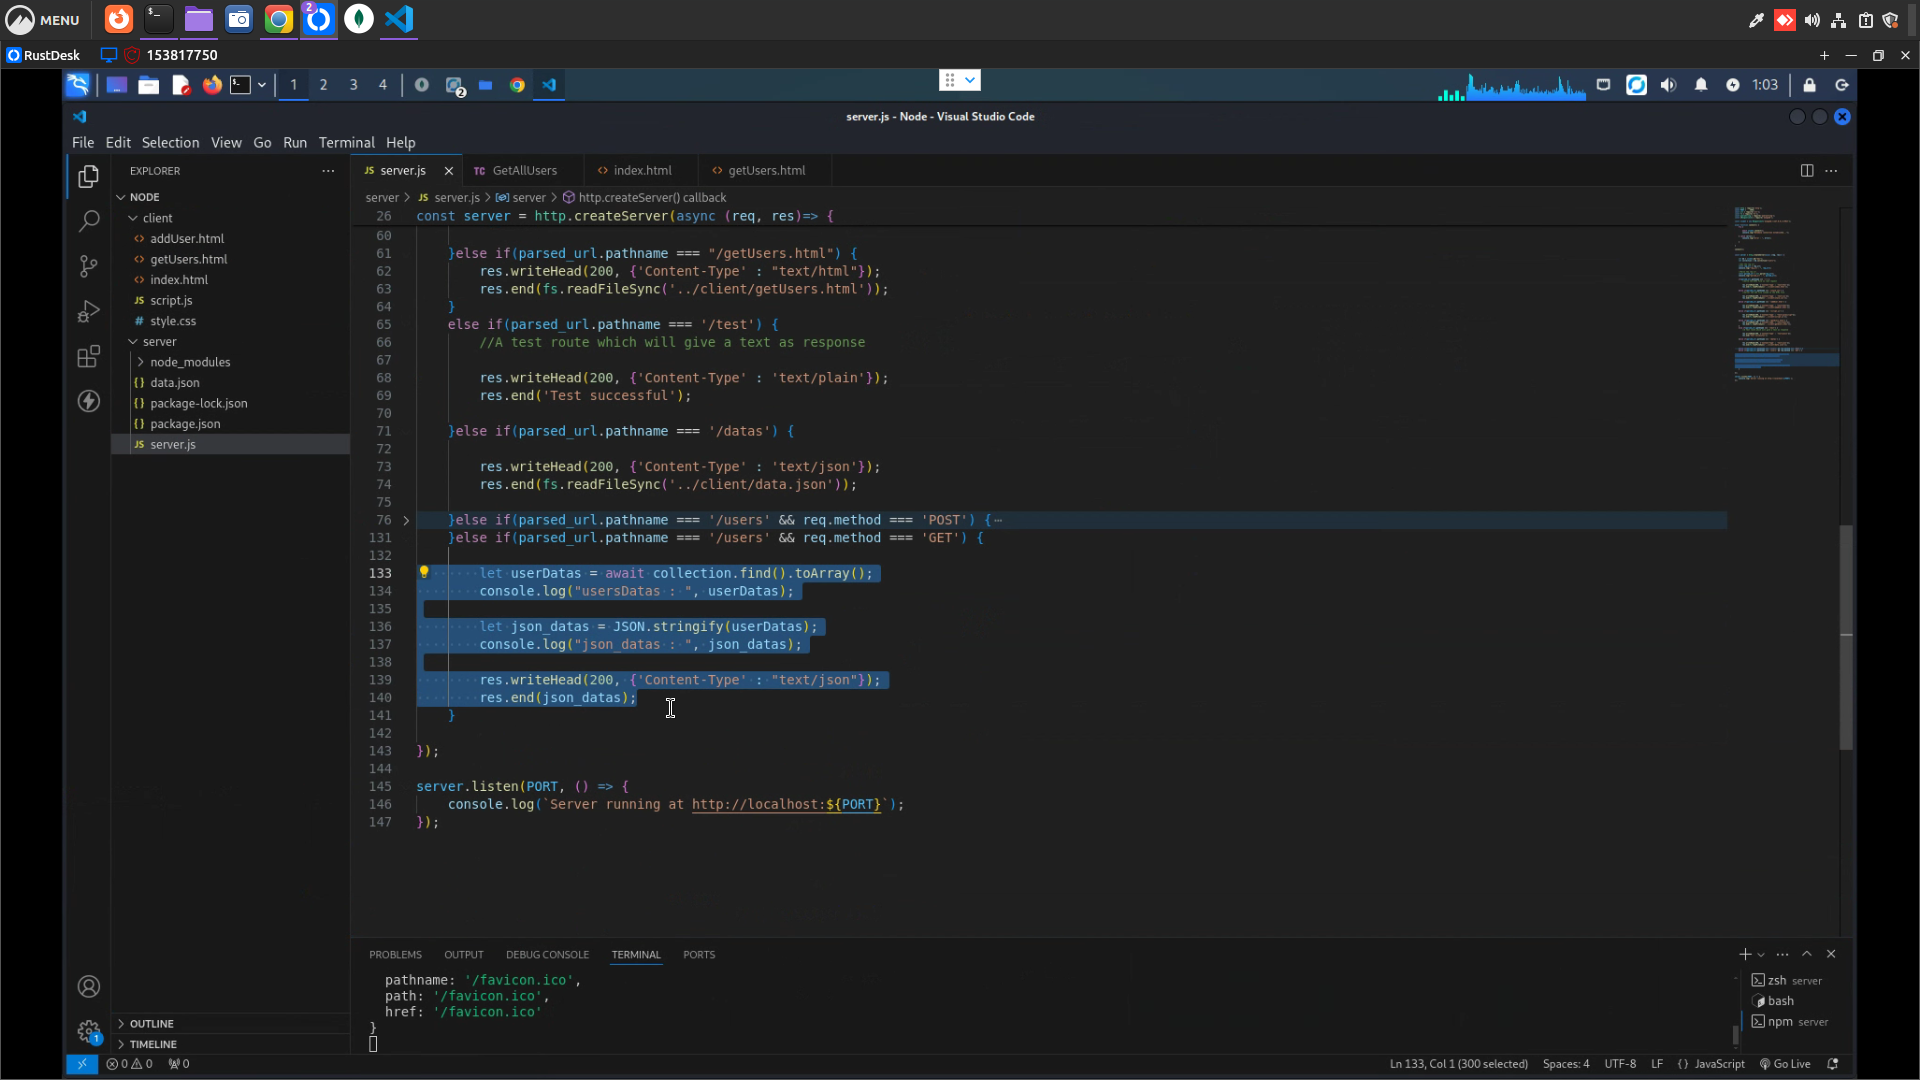 MENU
2
RustDesk 153817750
1 2 3 4 2 1:03
server.js - Node - Visual Studio Code
File Edit Selection View Go Run Terminal Help
EXPLORER
JS server.js TC GetAllUsers <> index.html <> getUsers.html
server > JS server.js > server > http.createServer() callback
NODE
client
<> addUser.html
<> getUsers.html
<> index.html
JS script.js
# style.css
server
node_modules
{} data.json
{} package-lock.json
{} package.json
JS server.js
26 const server = http.createServer(async (req, res)=> {
60
61 }else if(parsed_url.pathname === "/getUsers.html") {
62 res.writeHead(200, {'Content-Type' : "text/html"});
63 res.end(fs.readFileSync('../client/getUsers.html'));
64 }
65 else if(parsed_url.pathname === '/test') {
66 //A test route which will give a text as response
67
68 res.writeHead(200, {'Content-Type' : 'text/plain'});
69 res.end('Test successful');
70
71 }else if(parsed_url.pathname === '/datas') {
72
73 res.writeHead(200, {'Content-Type' : 'text/json'});
74 res.end(fs.readFileSync('../client/data.json'));
75
76 }else if(parsed_url.pathname === '/users' && req.method === 'POST') {⋯
131 }else if(parsed_url.pathname === '/users' && req.method === 'GET') {
132
133 let userDatas = await collection.find().toArray();
134 console.log("usersDatas : ", userDatas);
135
136 let json_datas = JSON.stringify(userDatas);
137 console.log("json_datas : ", json_datas);
138
139 res.writeHead(200, {'Content-Type' : "text/json"});
140 res.end(json_datas);
141 }
142
143 });
144
145 server.listen(PORT, () => {
146 console.log(`Server running at http://localhost:${PORT}`);
147 });
PROBLEMS OUTPUT DEBUG CONSOLE TERMINAL PORTS
pathname: '/favicon.ico',
path: '/favicon.ico',
href: '/favicon.ico'
}
zsh server
bash
npm server
OUTLINE
TIMELINE
1
0 0 0 Ln 133, Col 1 (300 selected) Spaces: 4 UTF-8 LF {} JavaScript Go Live